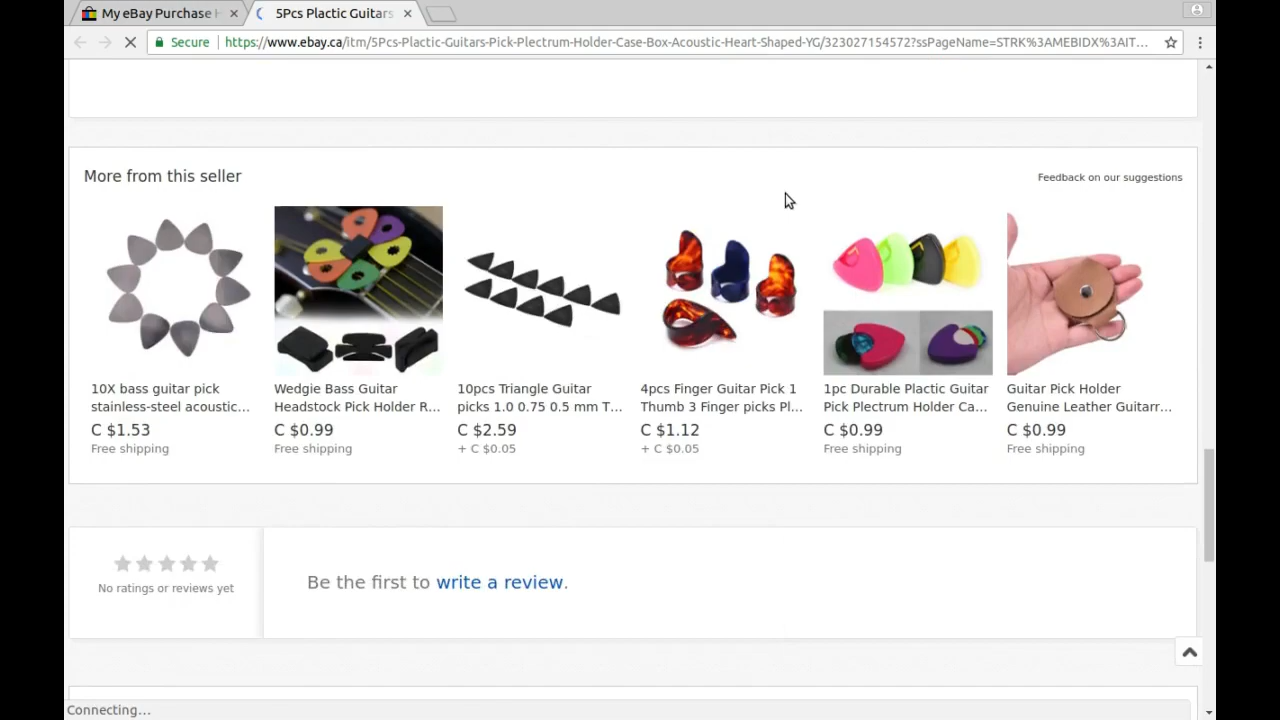 My eBay Purchase H
5Pcs Plactic Guitars
Secure
https://www.ebay.ca/itm/5Pcs-Plactic-Guitars-Pick-Plectrum-Holder-Case-Box-Acoustic-Heart-Shaped-YG/323027154572?ssPageName=STRK%3AMEBIDX%3AIT...
More from this seller
Feedback on our suggestions
10X bass guitar pick
stainless-steel acoustic...
C $1.53
Free shipping
Wedgie Bass Guitar
Headstock Pick Holder R...
C $0.99
Free shipping
10pcs Triangle Guitar
picks 1.0 0.75 0.5 mm T...
C $2.59
+ C $0.05
4pcs Finger Guitar Pick 1
Thumb 3 Finger picks Pl...
C $1.12
+ C $0.05
1pc Durable Plactic Guitar
Pick Plectrum Holder Ca...
C $0.99
Free shipping
Guitar Pick Holder
Genuine Leather Guitarr...
C $0.99
Free shipping
No ratings or reviews yet
Be the first to write a review.
Connecting...